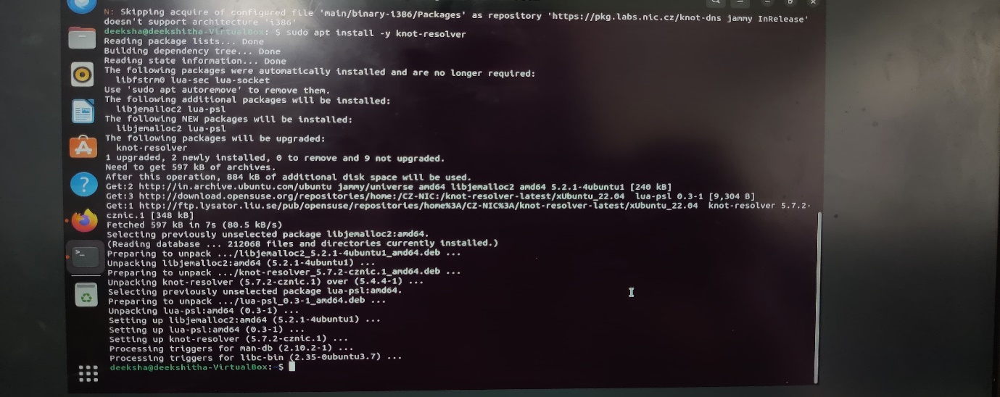 N: Skipping acquire of configured file 'main/binary-i386/Packages' as repository 'https://pkg.labs.nic.cz/knot-dns jammy InRelease'
doesn't support architecture 'i386'
deeksha@deekshitha-VirtualBox:~$ sudo apt install -y knot-resolver
Reading package lists... Done
Building dependency tree... Done
Reading state information... Done
The following packages were automatically installed and are no longer required:
libfstrm0 lua-sec lua-socket
Use 'sudo apt autoremove' to remove them.
The following additional packages will be installed:
libjemalloc2 lua-psl
The following NEW packages will be installed:
libjemalloc2 lua-psl
The following packages will be upgraded:
knot-resolver
1 upgraded, 2 newly installed, 0 to remove and 9 not upgraded.
Need to get 597 kB of archives.
After this operation, 884 kB of additional disk space will be used.
Get:2 http://in.archive.ubuntu.com/ubuntu jammy/universe amd64 libjemalloc2 amd64 5.2.1-4ubuntu1 [240 kB]
Get:3 http://download.opensuse.org/repositories/home:/CZ-NIC:/knot-resolver-latest/xUbuntu_22.04  lua-psl 0.3-1 [9,304 B]
Get:1 http://ftp.lysator.liu.se/pub/opensuse/repositories/home%3A/CZ-NIC%3A/knot-resolver-latest/xUbuntu_22.04  knot-resolver 5.7.2-
cznic.1 [348 kB]
Fetched 597 kB in 7s (80.5 kB/s)
Selecting previously unselected package libjemalloc2:amd64.
(Reading database ... 212068 files and directories currently installed.)
Preparing to unpack .../libjemalloc2_5.2.1-4ubuntu1_amd64.deb ...
Unpacking libjemalloc2:amd64 (5.2.1-4ubuntu1) ...
Preparing to unpack .../knot-resolver_5.7.2-cznic.1_amd64.deb ...
Unpacking knot-resolver (5.7.2-cznic.1) over (5.4.4-1) ...
Selecting previously unselected package lua-psl:amd64.
Preparing to unpack .../lua-psl_0.3-1_amd64.deb ...
Unpacking lua-psl:amd64 (0.3-1) ...
Setting up libjemalloc2:amd64 (5.2.1-4ubuntu1) ...
Setting up lua-psl:amd64 (0.3-1) ...
Setting up knot-resolver (5.7.2-cznic.1) ...
Processing triggers for man-db (2.10.2-1) ...
Processing triggers for libc-bin (2.35-0ubuntu3.7) ...
deeksha@deekshitha-VirtualBox:~$